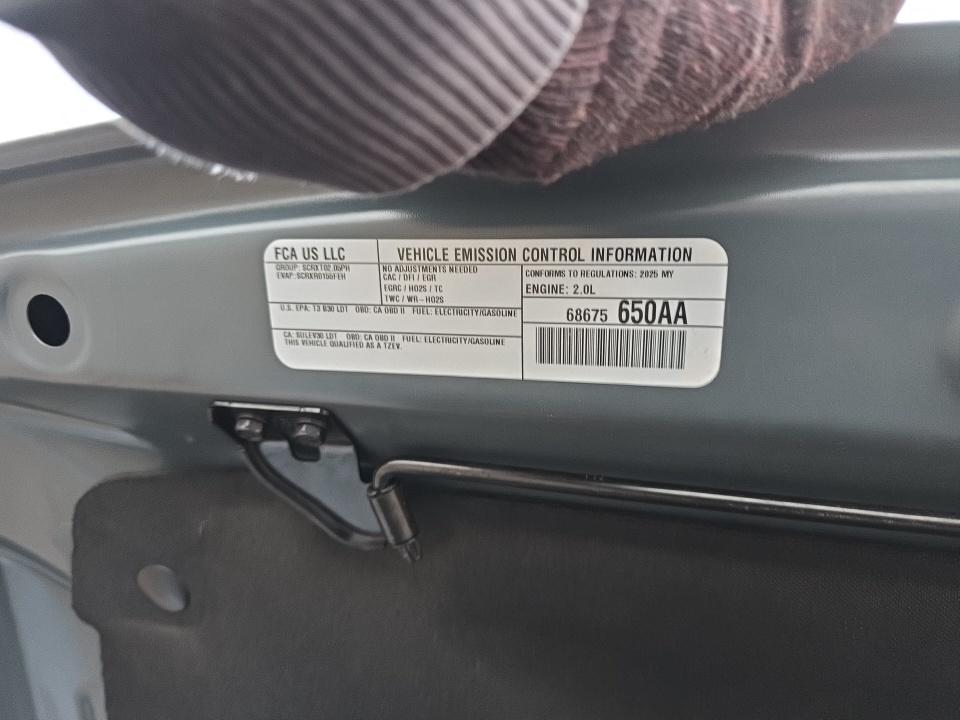 FCA US LLC
VEHICLE EMISSION CONTROL INFORMATION
GROUP: SCRXT02.05PH
EVAP: SCRXR0155FEH
NO ADJUSTMENTS NEEDED
CAC / DFI / EGR
EGRC / HO2S / TC
TWC / WR-HO2S
CONFORMS TO REGULATIONS: 2025 MY
ENGINE: 2.0L
68675 650AA
U.S. EPA: T3 B30 LDT OBD: CA OBD II FUEL: ELECTRICITY/GASOLINE
CA: SULEV30 LDT OBD: CA OBD II FUEL: ELECTRICITY/GASOLINE
THIS VEHICLE QUALIFIED AS A TZEV.